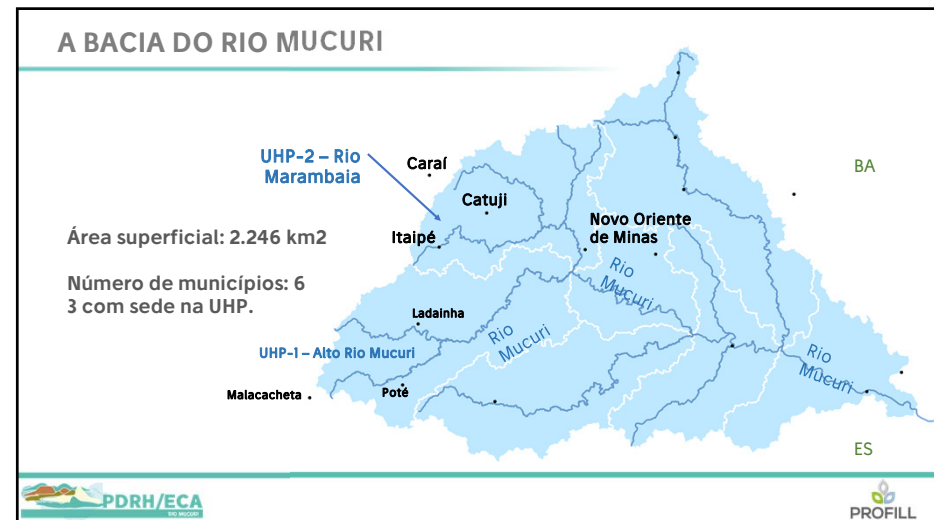 A BACIA DO RIO MUCURI
UHP-2 – Rio
Marambaia
Caraí
BA
Catuji
Novo Oriente
de Minas
Área superficial: 2.246 km2
Itaipé
Rio
Mucuri
Número de municípios: 6
3 com sede na UHP.
Ladainha
Rio
Mucuri
UHP-1 – Alto Rio Mucuri
Rio
Mucuri
Malacacheta
Poté
ES
PDRH/ECA
RIO MUCURI
PROFILL